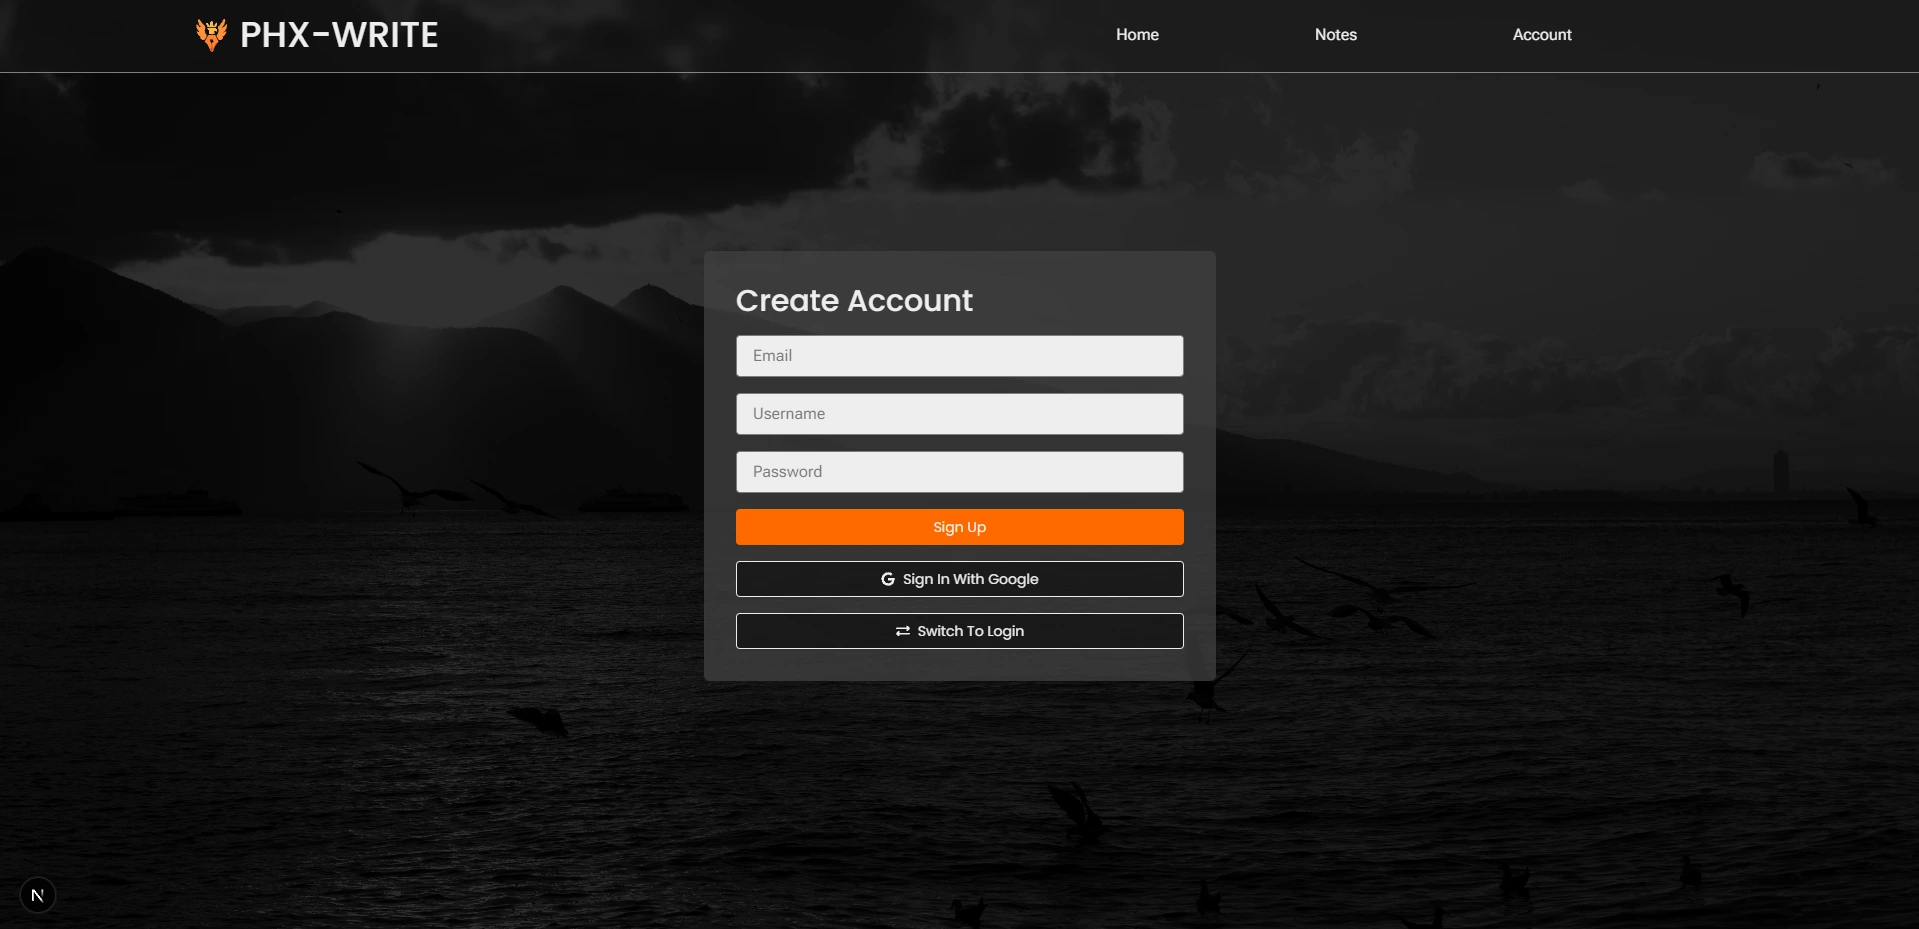 PHX-WRITE
Home
Notes
Account
Create Account
Email
Username
Password
Sign Up
Sign In With Google
Switch To Login
N